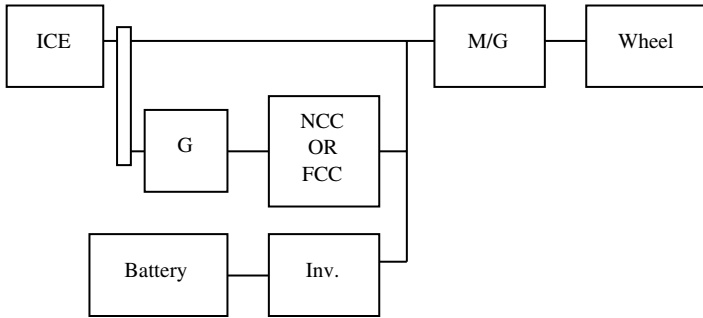 ICE
M/G
Wheel
G
NCC
OR
FCC
Battery
Inv.